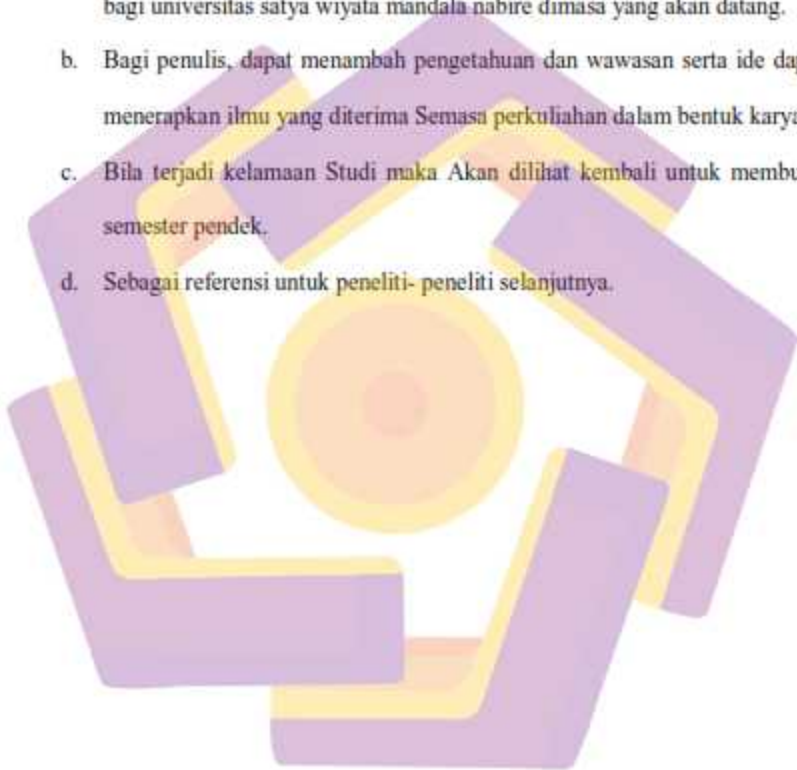 bagi universitas satya wiyata mandala nabire dimasa yang akan datang.
b. Bagi penulis, dapat menambah pengetahuan dan wawasan serta ide
menerapkan ilmu yang diterima Semasa perkuliahan dalam bentuk karya
c. Bila terjadi kelamaan Studi maka Akan dilihat kembali untuk
semester pendek.
d. Sebagai referensi untuk peneliti- peneliti selanjutnya.